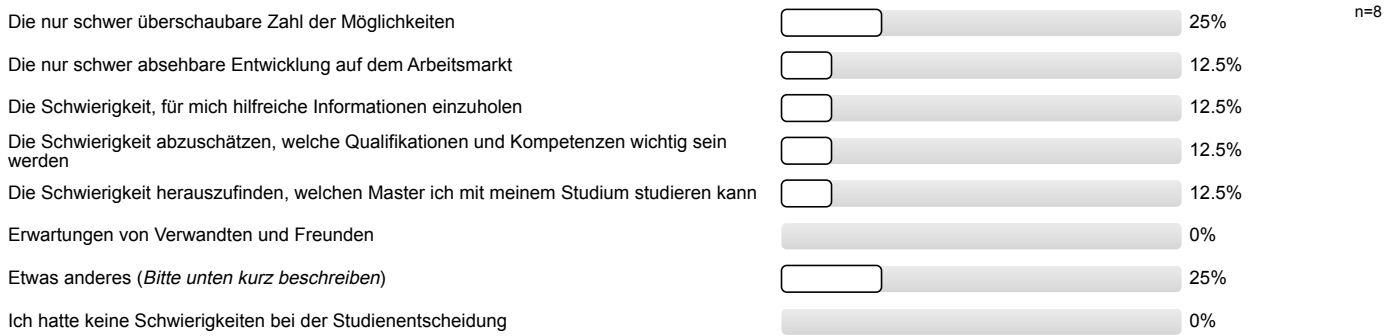 Die nur schwer überschaubare Zahl der Möglichkeiten 25% n=8
Die nur schwer absehbare Entwicklung auf dem Arbeitsmarkt 12.5%
Die Schwierigkeit, für mich hilfreiche Informationen einzuholen 12.5%
Die Schwierigkeit abzuschätzen, welche Qualifikationen und Kompetenzen wichtig sein
werden 12.5%
Die Schwierigkeit herauszufinden, welchen Master ich mit meinem Studium studieren kann 12.5%
Erwartungen von Verwandten und Freunden 0%
Etwas anderes (Bitte unten kurz beschreiben) 25%
Ich hatte keine Schwierigkeiten bei der Studienentscheidung 0%